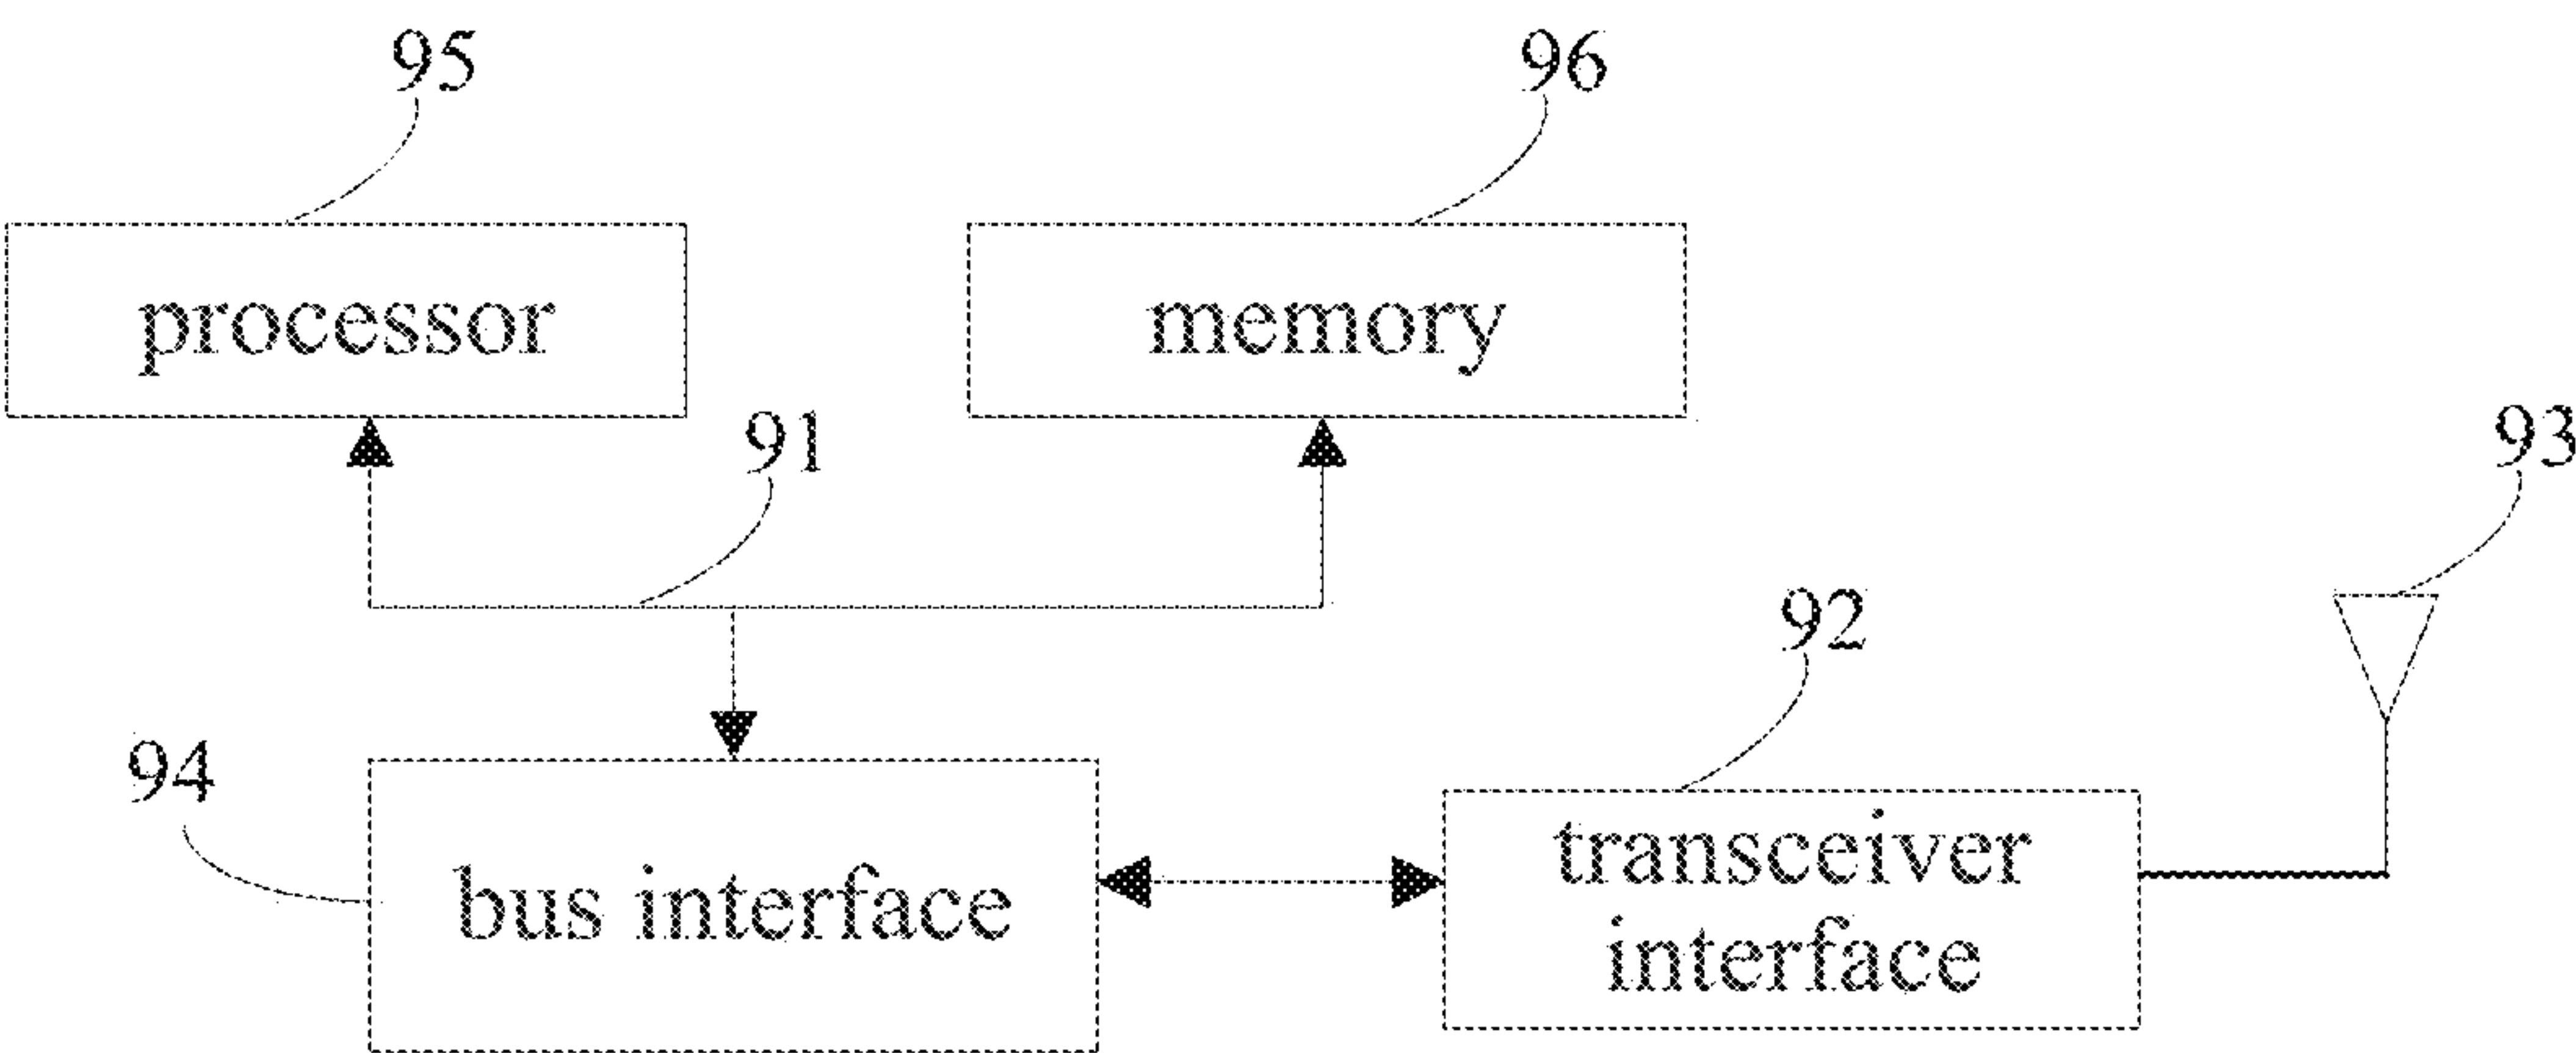 95
96
processor
memory
91
93
92
94
bus interface
transceiver
interface